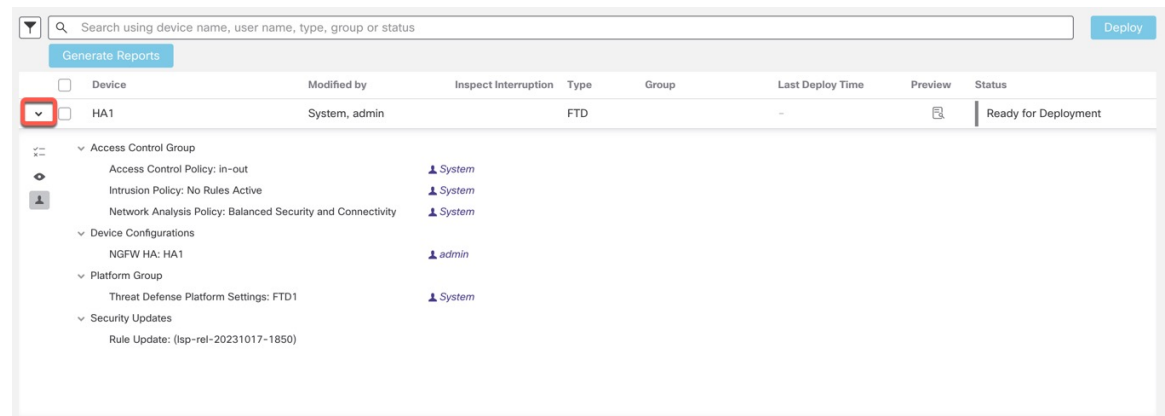 Search using device name, user name, type, group or status
Deploy
Generate Reports
Device Modified by Inspect Interruption Type Group Last Deploy Time Preview Status
HA1 System, admin FTD – Ready for Deployment
Access Control Group
Access Control Policy: in-out System
Intrusion Policy: No Rules Active System
Network Analysis Policy: Balanced Security and Connectivity System
Device Configurations
NGFW HA: HA1 admin
Platform Group
Threat Defense Platform Settings: FTD1 System
Security Updates
Rule Update: (lsp-rel-20231017-1850)